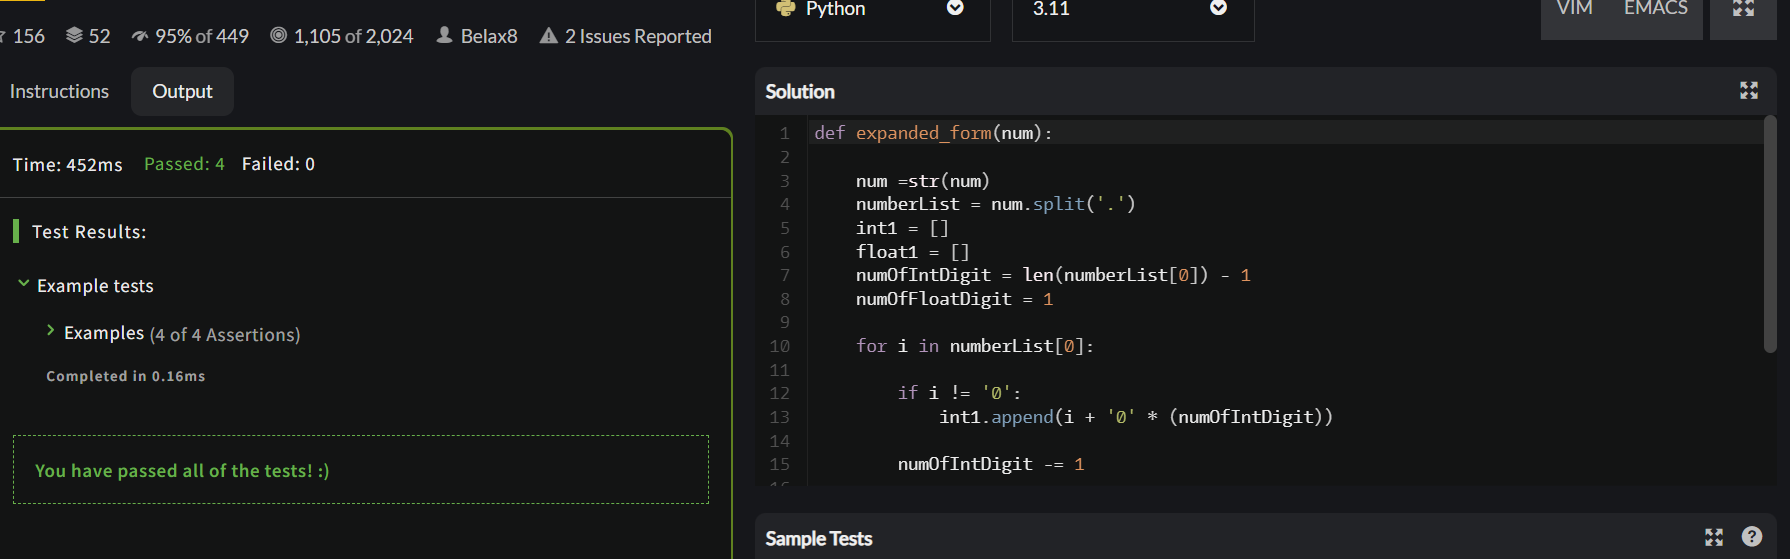 Python
3.11
VIM EMACS
156 52 95% of 449 1,105 of 2,024 Belax8 2 Issues Reported
Instructions Output
Time: 452ms Passed: 4 Failed: 0
Test Results:
Example tests
Examples (4 of 4 Assertions)
Completed in 0.16ms
You have passed all of the tests! :)
Solution
1 def expanded_form(num):
2
3 num =str(num)
4 numberList = num.split('.')
5 int1 = []
6 float1 = []
7 numOfIntDigit = len(numberList[0]) - 1
8 numOfFloatDigit = 1
9
10 for i in numberList[0]:
11
12 if i != '0':
13 int1.append(i + '0' * (numOfIntDigit))
14
15 numOfIntDigit -= 1
Sample Tests
?